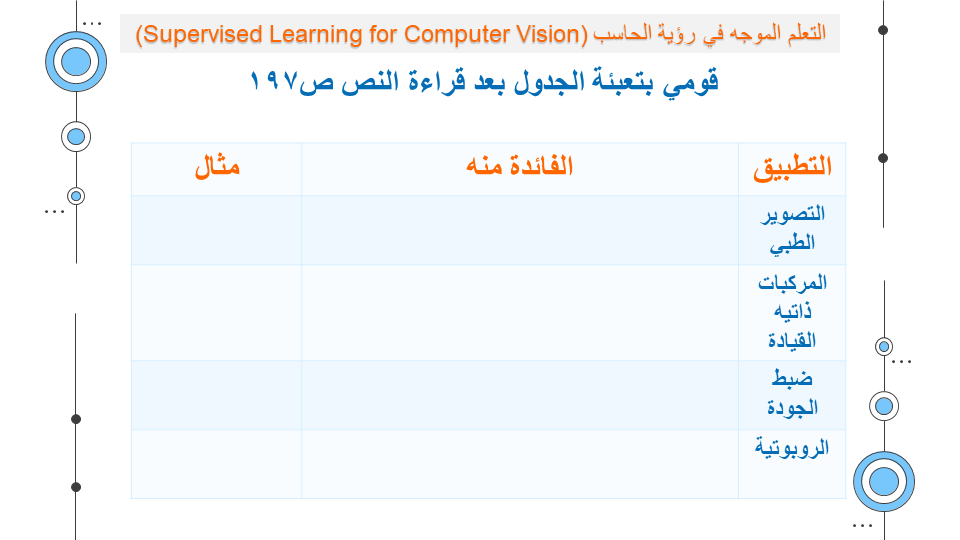 التعلم الموجه في رؤية الحاسب (Supervised Learning for Computer Vision)
قومي بتعبئة الجدول بعد قراءة النص ص١٩٧
التطبيق الفائدة منه مثال
التصوير
الطبي
المركبات
ذاتيه
القيادة
ضبط
الجودة
الروبوتية